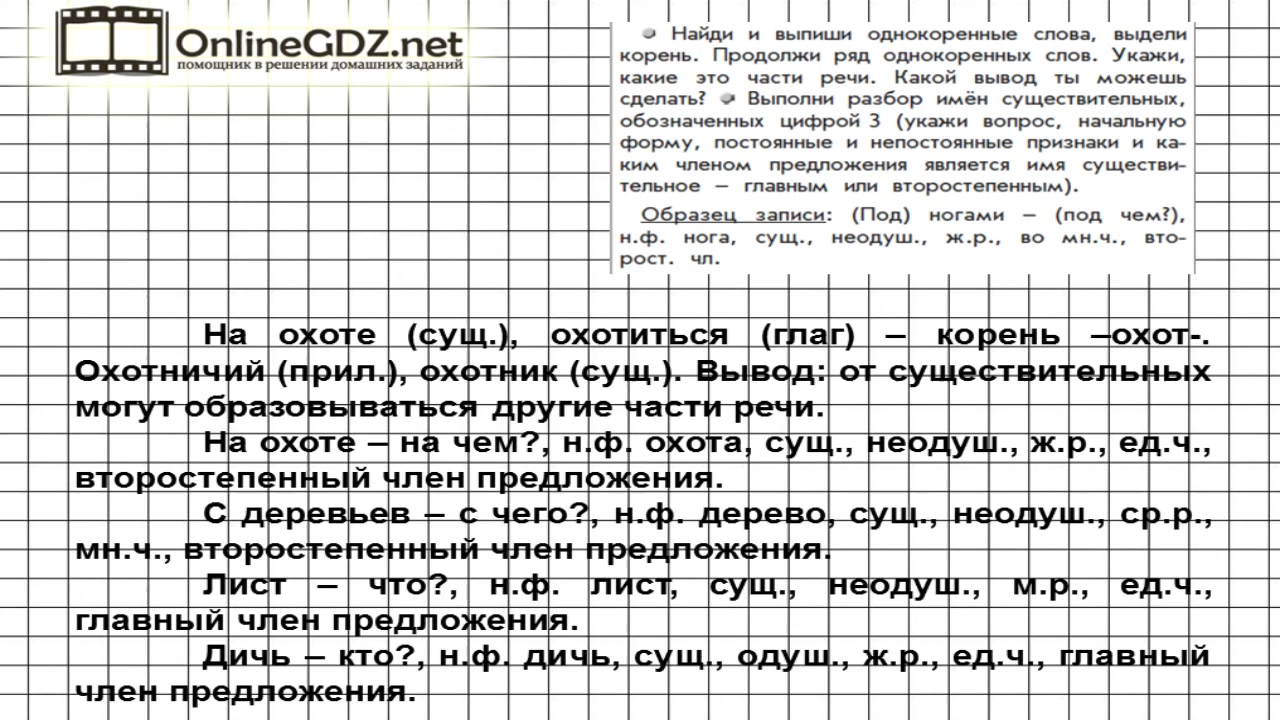 OnlineGDZ.net
помощник в решении домашних заданий
Найди и выпиши однокоренные слова, выдели
корень. Продолжи ряд однокоренных слов. Укажи,
какие это части речи. Какой вывод ты можешь
сделать? Выполни разбор имён существительных,
обозначенных цифрой 3 (укажи вопрос, начальную
форму, постоянные и непостоянные признаки и ка-
ким членом предложения является имя существи-
тельное – главным или второстепенным).
Образец записи: (Под) ногами – (под чем?),
н.ф. нога, сущ., неодуш., ж.р., во мн.ч., вто-
рост. чл.
На охоте (сущ.), охотиться (глаг) – корень –охот-.
Охотничий (прил.), охотник (сущ.). Вывод: от существительных
могут образовываться другие части речи.
На охоте – на чем?, н.ф. охота, сущ., неодуш., ж.р., ед.ч.,
второстепенный член предложения.
С деревьев – с чего?, н.ф. дерево, сущ., неодуш., ср.р.,
мн.ч., второстепенный член предложения.
Лист – что?, н.ф. лист, сущ., неодуш., м.р., ед.ч.,
главный член предложения.
Дичь – кто?, н.ф. дичь, сущ., одуш., ж.р., ед.ч., главный
член предложения.